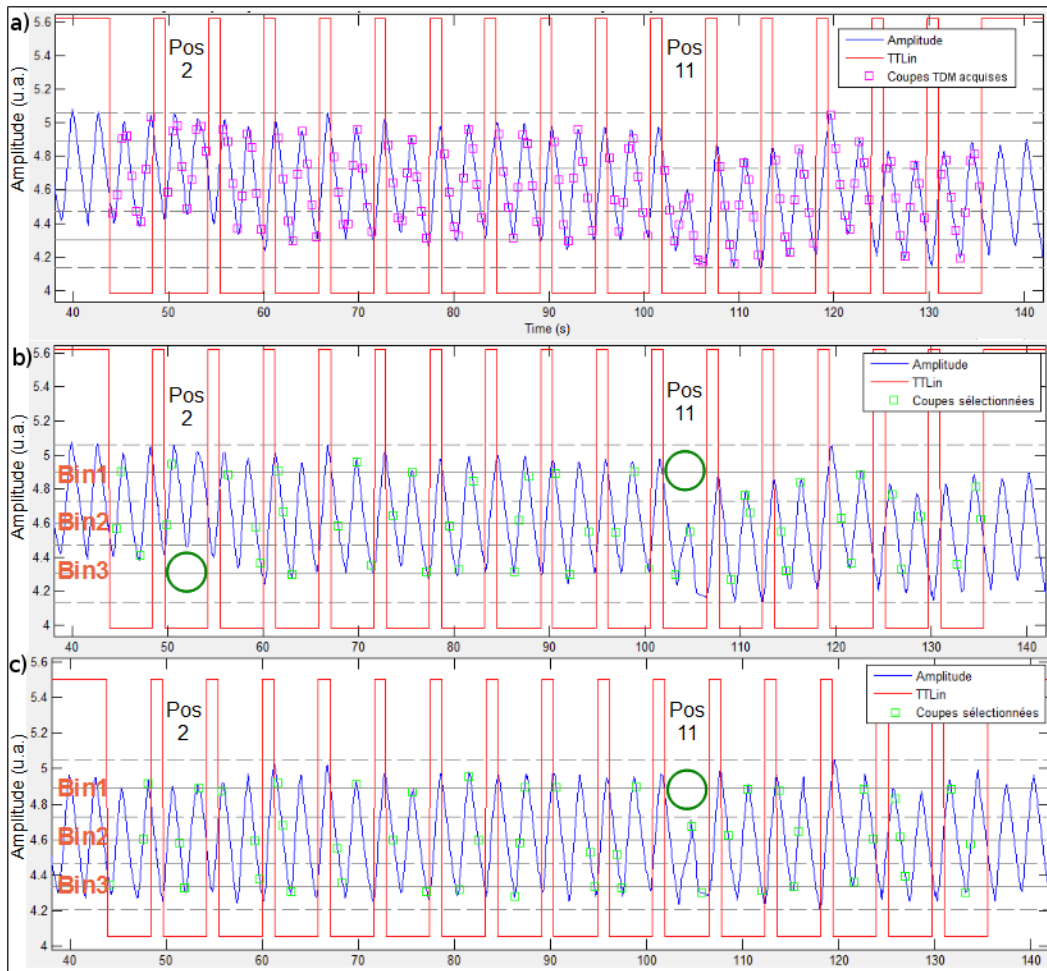 a)
5.6
5.4
5.2
5
4.8
4.6
4.4
4.2
4
Amplitude (u.a.)
Pos
2
Pos
11
Amplitude
TTLin
Coupes TDM acquises
40 50 60 70 80 90 100 110 120 130 140
Time (s)
b)
5.6
5.4
5.2
5
4.8
4.6
4.4
4.2
4
Amplitude (u.a.)
Pos
2
Pos
11
Amplitude
TTLin
Coupes sélectionnées
Bin1
Bin2
Bin3
40 50 60 70 80 90 100 110 120 130 140
c)
5.6
5.4
5.2
5
4.8
4.6
4.4
4.2
4
Amplitude (u.a.)
Pos
2
Pos
11
Amplitude
TTLin
Coupes sélectionnées
Bin1
Bin2
Bin3
40 50 60 70 80 90 100 110 120 130 140